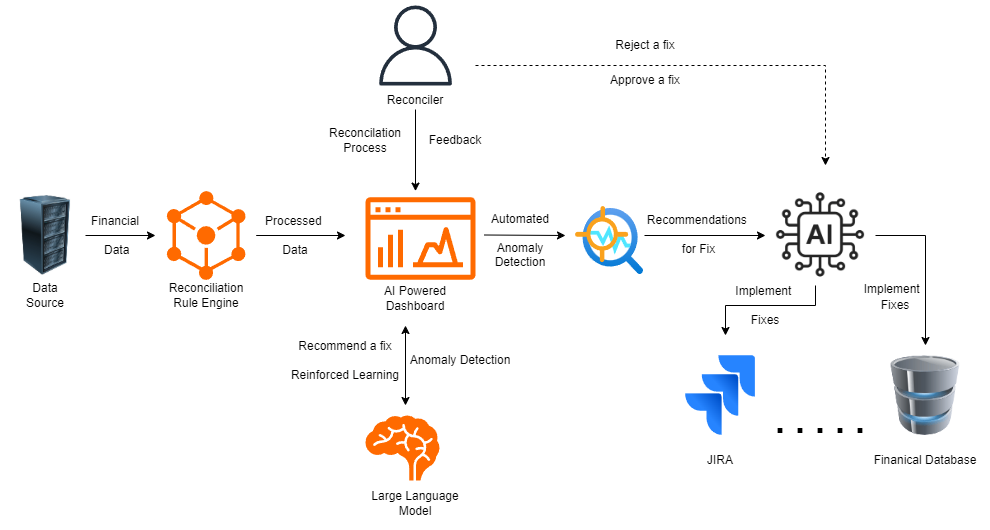 Reject a fix
Approve a fix
Reconciler
Reconcilation
Process
Feedback
Financial
Data
Processed
Data
Automated
Anomaly
Detection
Recommendations
for Fix
AI
Data
Source
Reconciliation
Rule Engine
AI Powered
Dashboard
Implement
Fixes
Implement
Fixes
Recommend a fix
Reinforced Learning
Anomaly Detection
JIRA
. . . . .
Finanical Database
Large Language
Model